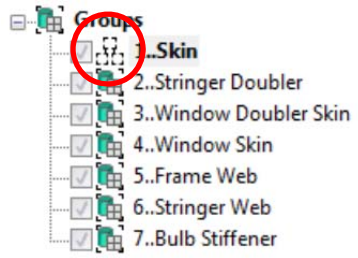 Groups
1..Skin
2..Stringer Doubler
3..Window Doubler Skin
4..Window Skin
5..Frame Web
6..Stringer Web
7..Bulb Stiffener